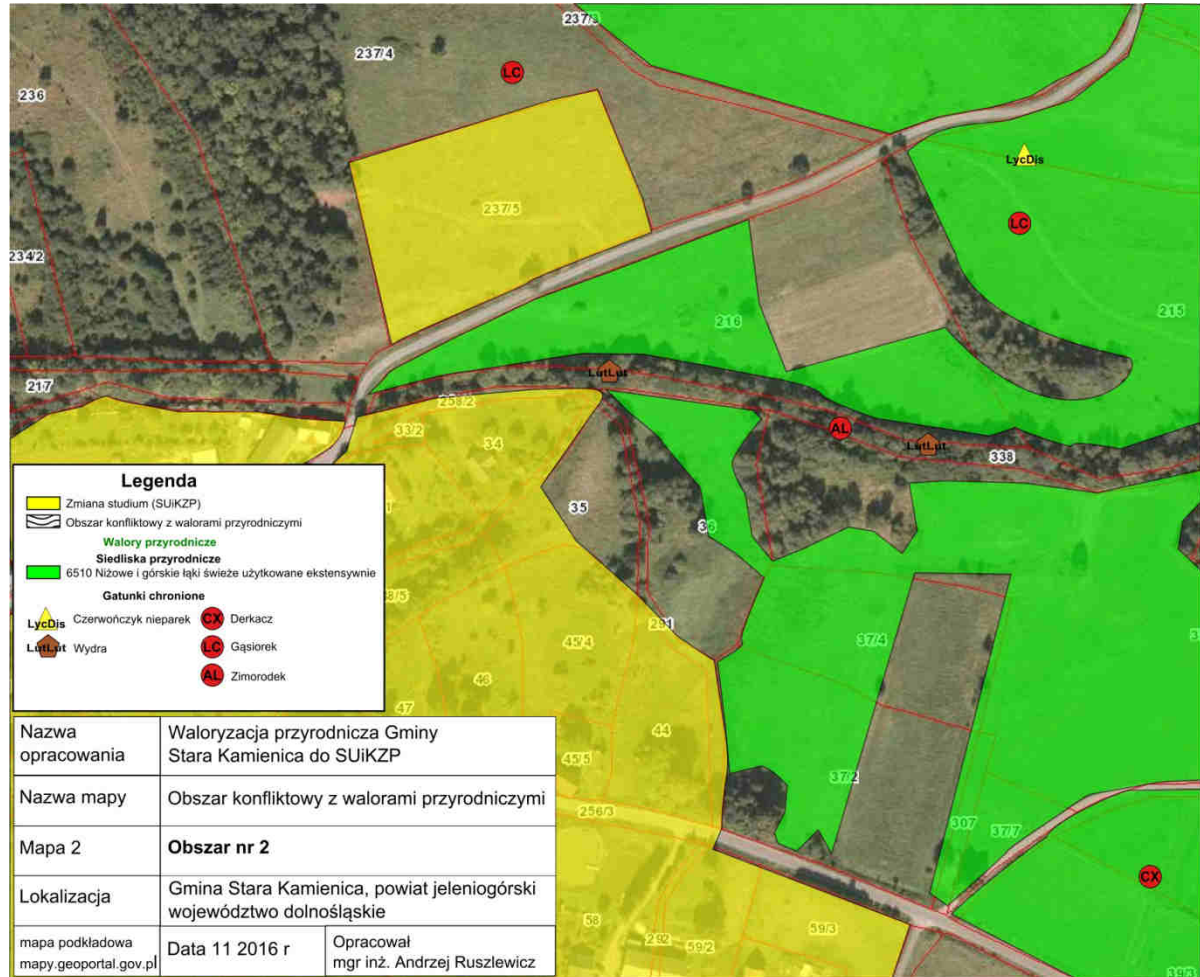 237/3
237/4
LC
236
LycDis
237/5
LC
234/2
215
216
217
LutLut
258/2
33/2
34
AL
LutLut
338
35
36
291
37/4
45/4
46
47
44
45/5
37/2
256/3
307
37/7
CX
58
292
59/2
59/3
39/3
Legenda
Zmiana studium (SUiKZP)
Obszar konfliktowy z walorami przyrodniczymi
Walory przyrodnicze
Siedliska przyrodnicze
6510 Niżowe i górskie łąki świeże użytkowane ekstensywnie
Gatunki chronione
LycDis Czerwończyk nieparek CX Derkacz
LutLut Wydra LC Gąsiorek
AL Zimorodek
Nazwa opracowania
Waloryzacja przyrodnicza Gminy
Stara Kamienica do SUiKZP
Nazwa mapy Obszar konfliktowy z walorami przyrodniczymi
Mapa 2 Obszar nr 2
Lokalizacja
Gmina Stara Kamienica, powiat jeleniogórski
województwo dolnośląskie
mapa podkładowa
mapy.geoportal.gov.pl
Data 11 2016 r
Opracował
mgr inż. Andrzej Ruszlewicz